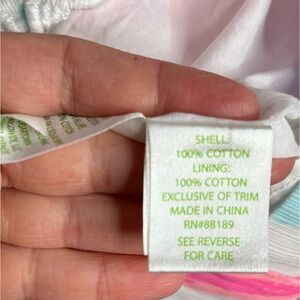 SHELL:
100% COTTON
LINING:
100% COTTON
EXCLUSIVE OF TRIM
MADE IN CHINA
RN#88189
SEE REVERSE
FOR CARE